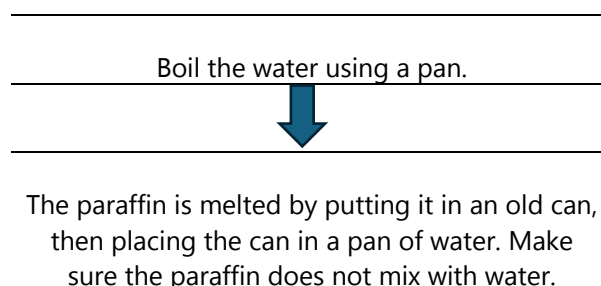 Boil the water using a pan.
The paraffin is melted by putting it in an old can,
then placing the can in a pan of water. Make
sure the paraffin does not mix with water.